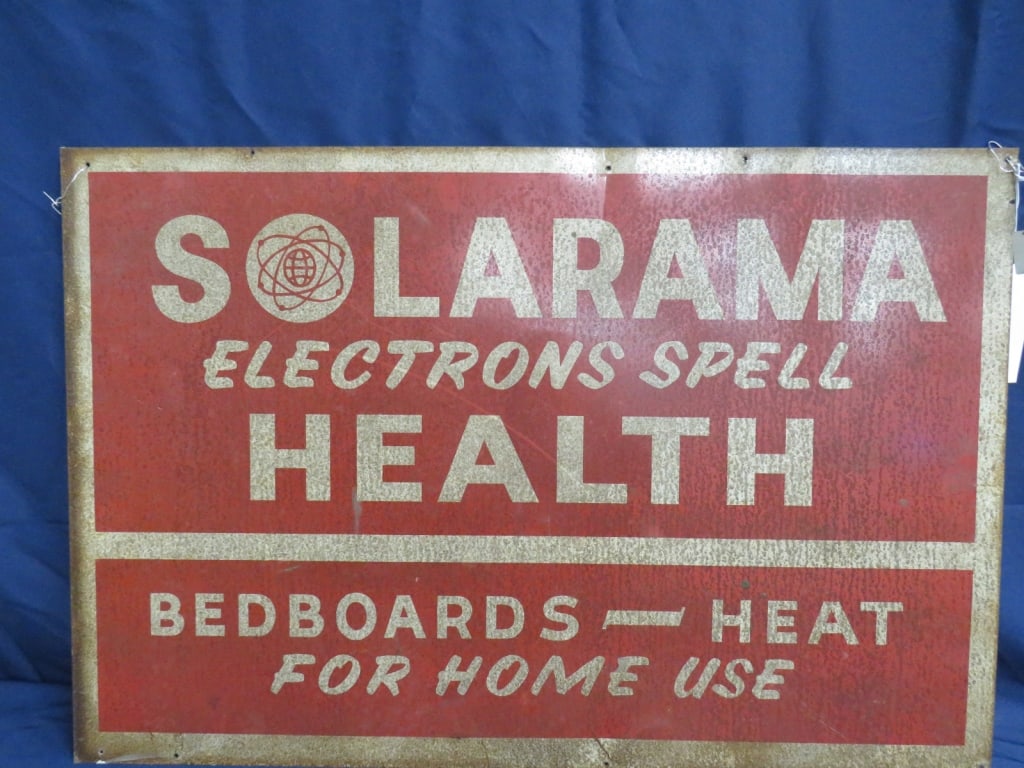 SOLARAMA
ELECTRONS SPELL
HEALTH
BEDBOARDS — HEAT
FOR HOME USE